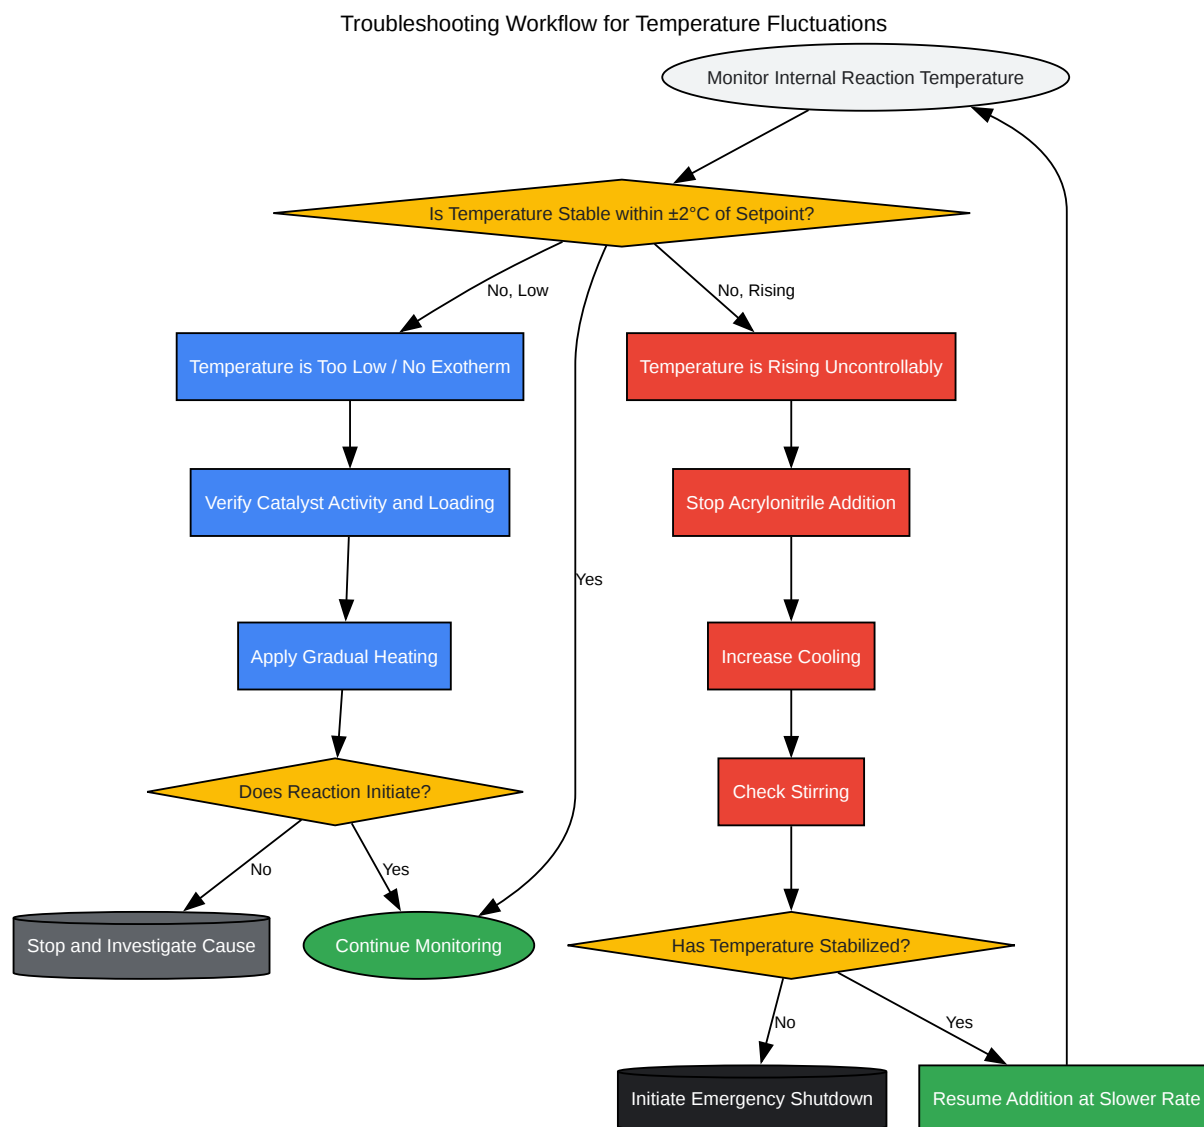 Troubleshooting Workflow for Temperature Fluctuations
Monitor Internal Reaction Temperature
Is Temperature Stable within ±2°C of Setpoint?
No, Low
No, Rising
Temperature is Too Low / No Exotherm
Temperature is Rising Uncontrollably
Verify Catalyst Activity and Loading
Stop Acrylonitrile Addition
Yes
Apply Gradual Heating
Increase Cooling
Does Reaction Initiate?
Check Stirring
No
Yes
Stop and Investigate Cause
Continue Monitoring
Has Temperature Stabilized?
No
Yes
Initiate Emergency Shutdown
Resume Addition at Slower Rate